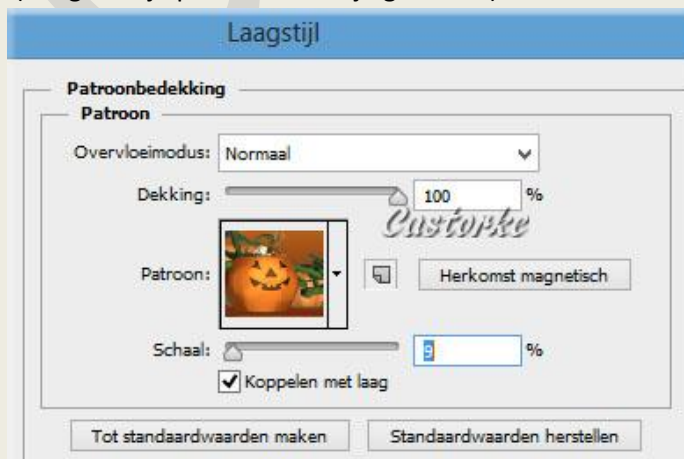 Laagstijl
Patroonbedekking
Patroon
Overvloeimodus: Normaal
Dekking: 100 %
Castorke
Patroon: Herkomst magnetisch
Schaal: 9 %
Koppelen met laag
Tot standaardwaarden maken Standaardwaarden herstellen